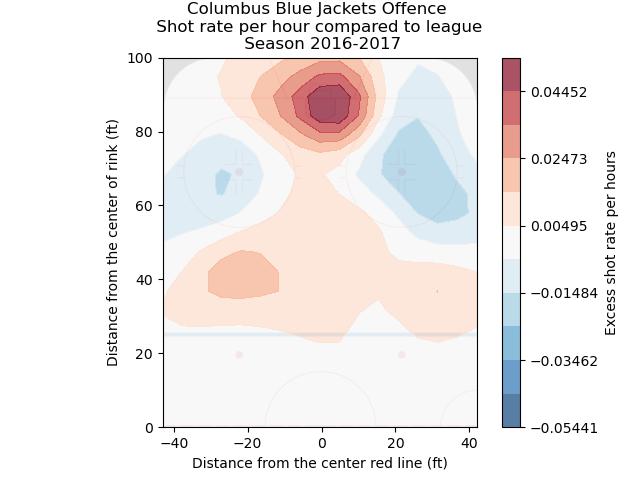 Columbus Blue Jackets Offence
Shot rate per hour compared to league
Season 2016-2017
100
80
60
40
20
0
−40
−20
0
20
40
Distance from the center of rink (ft)
Distance from the center red line (ft)
0.04452
0.02473
0.00495
−0.01484
−0.03462
−0.05441
Excess shot rate per hours